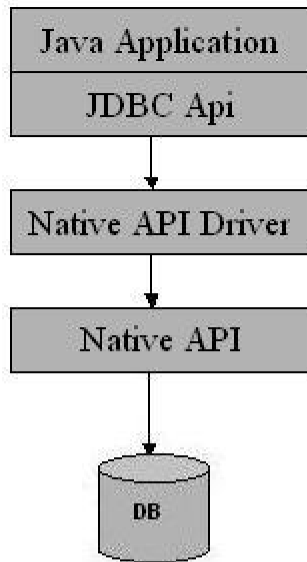 Java Application
JDBC Api
Native API Driver
Native API
DB